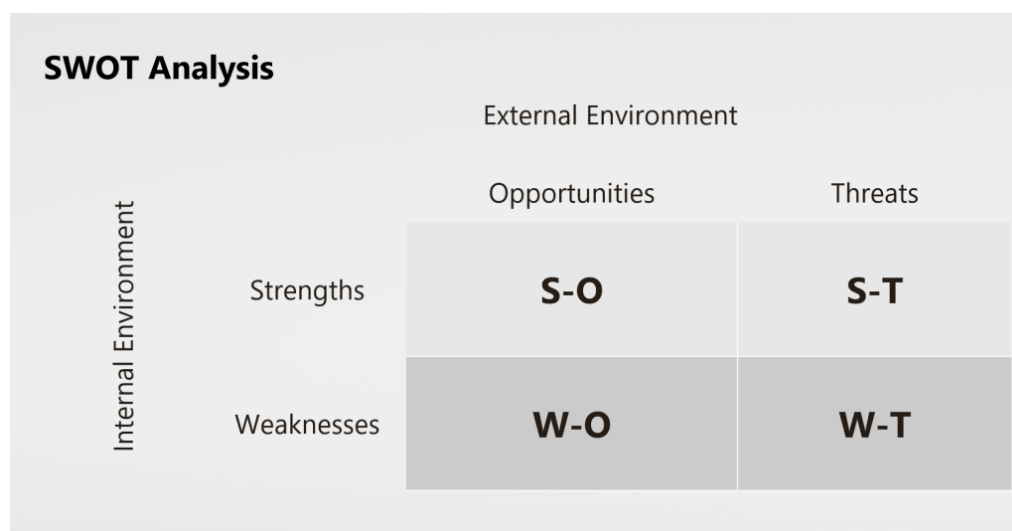 SWOT Analysis
External Environment
Opportunities Threats
Internal Environment
Strengths S-O S-T
Weaknesses W-O W-T